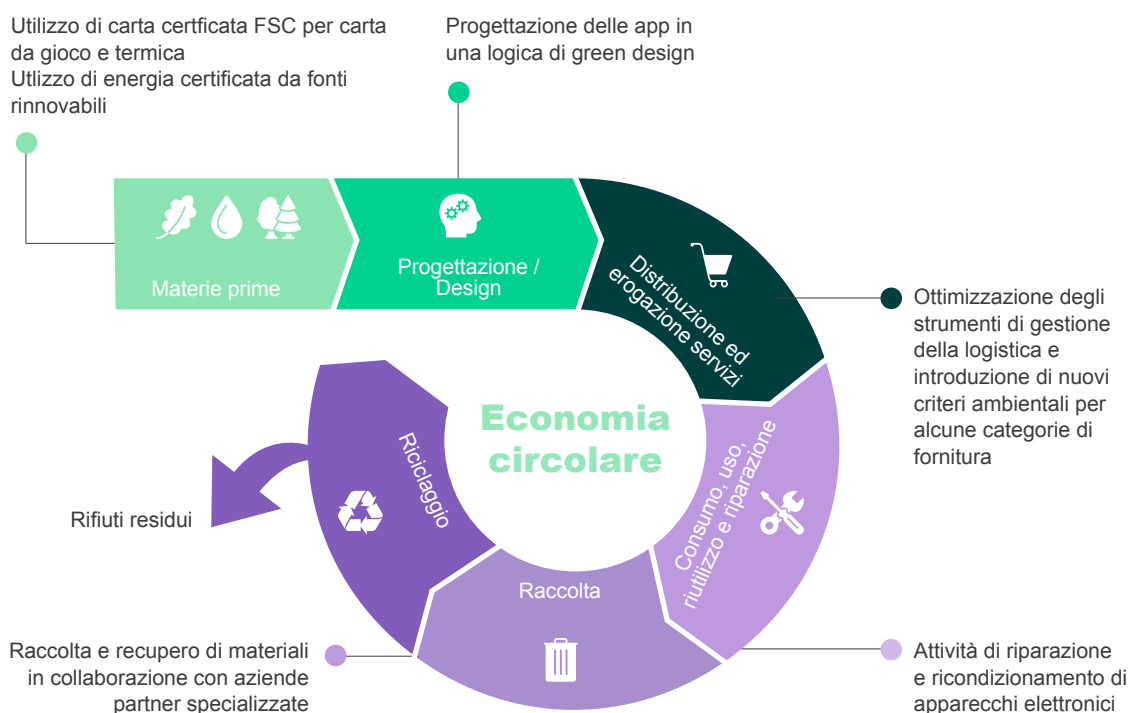 Utilizzo di carta certficata FSC per carta
da gioco e termica
Utlizzo di energia certificata da fonti
rinnovabili
Progettazione delle app in
una logica di green design
Materie prime
Progettazione /
Design
Distribuzione ed
erogazione servizi
Ottimizzazione degli
strumenti di gestione
della logistica e
introduzione di nuovi
criteri ambientali per
alcune categorie di
fornitura
Economia
circolare
Consumo, uso,
riutilizzo e riparazione
Riciclaggio
Rifiuti residui
Raccolta
Raccolta e recupero di materiali
in collaborazione con aziende
partner specializzate
Attività di riparazione
e ricondizionamento di
apparecchi elettronici